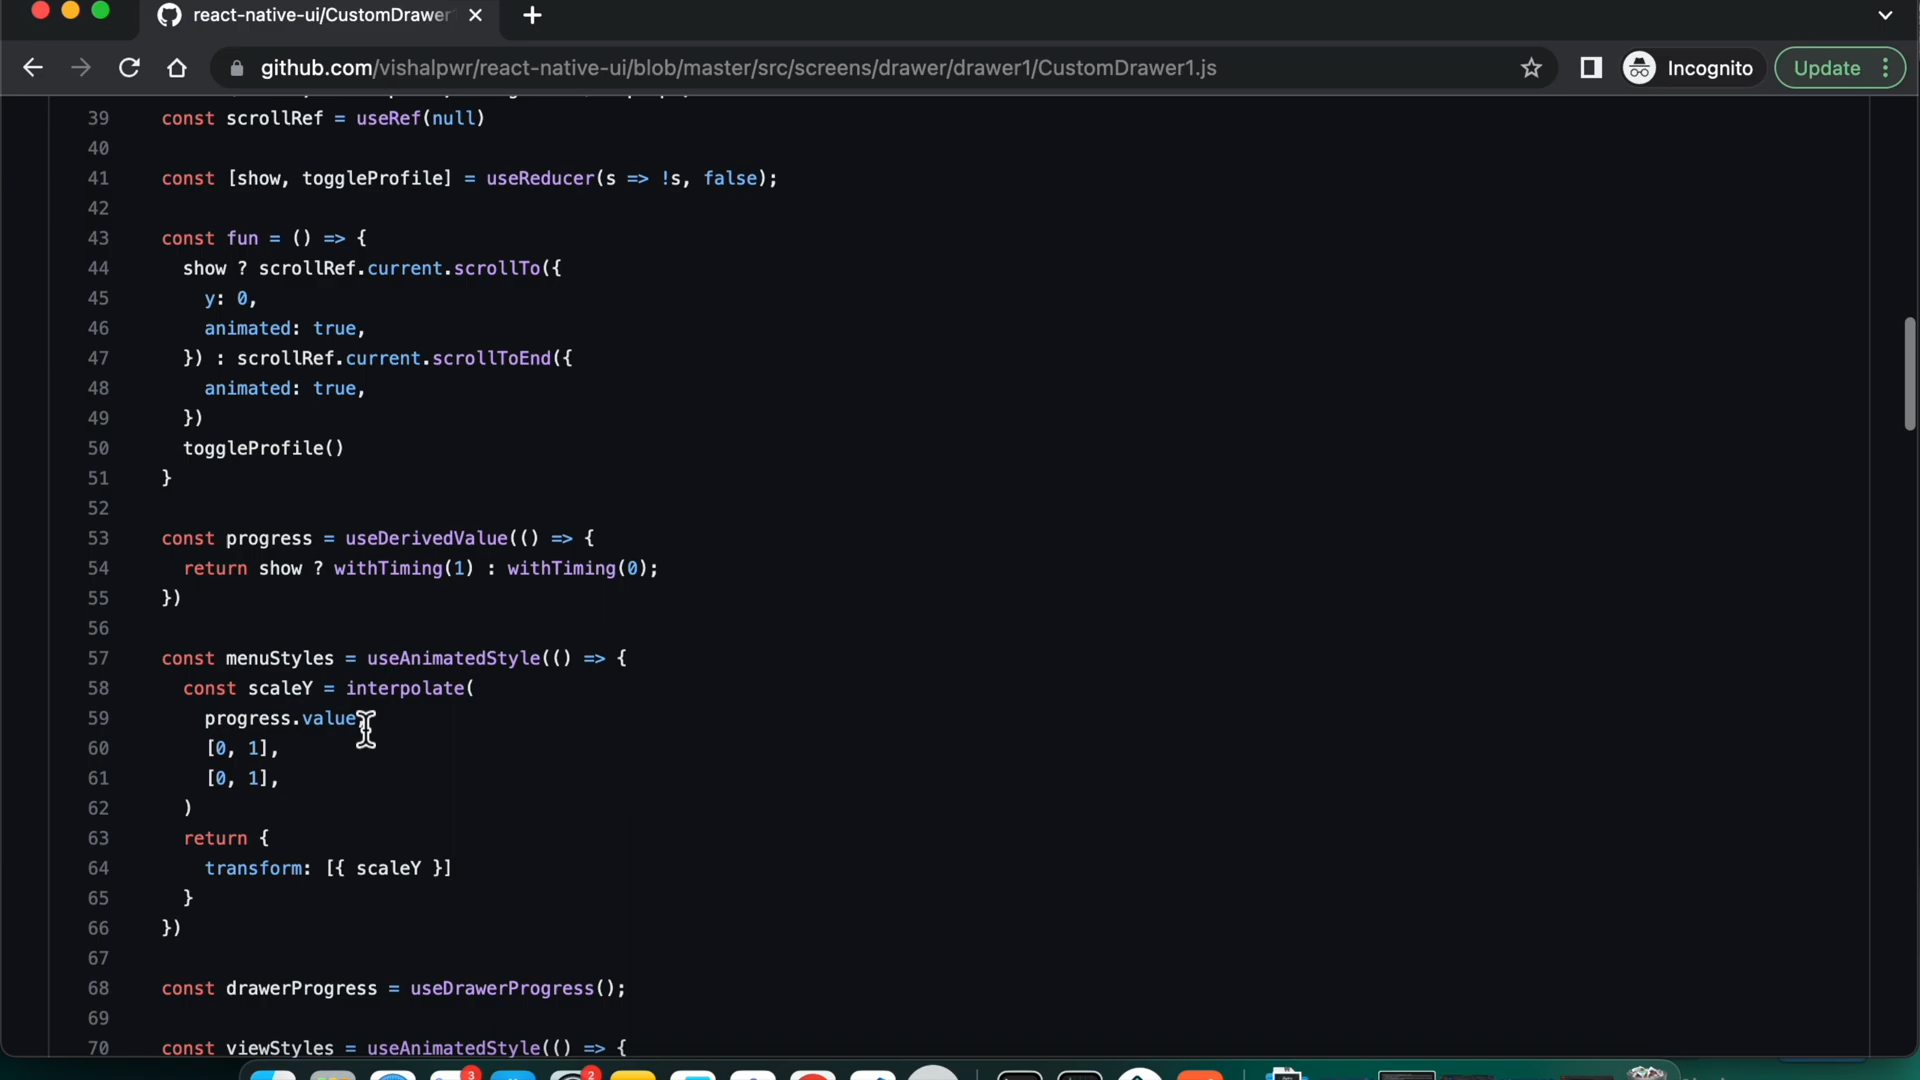 react-native-ui/CustomDrawer
github.com/vishalpwr/react-native-ui/blob/master/src/screens/drawer/drawer1/CustomDrawer1.js
Incognito
Update
39 const scrollRef = useRef(null)
40
41 const [show, toggleProfile] = useReducer(s => !s, false);
42
43 const fun = () => {
44 show ? scrollRef.current.scrollTo({
45 y: 0,
46 animated: true,
47 }) : scrollRef.current.scrollToEnd({
48 animated: true,
49 })
50 toggleProfile()
51 }
52
53 const progress = useDerivedValue(() => {
54 return show ? withTiming(1) : withTiming(0);
55 })
56
57 const menuStyles = useAnimatedStyle(() => {
58 const scaleY = interpolate(
59 progress.value,
60 [0, 1],
61 [0, 1],
62 )
63 return {
64 transform: [{ scaleY }]
65 }
66 })
67
68 const drawerProgress = useDrawerProgress();
69
70 const viewStyles = useAnimatedStyle(() => {
3
2